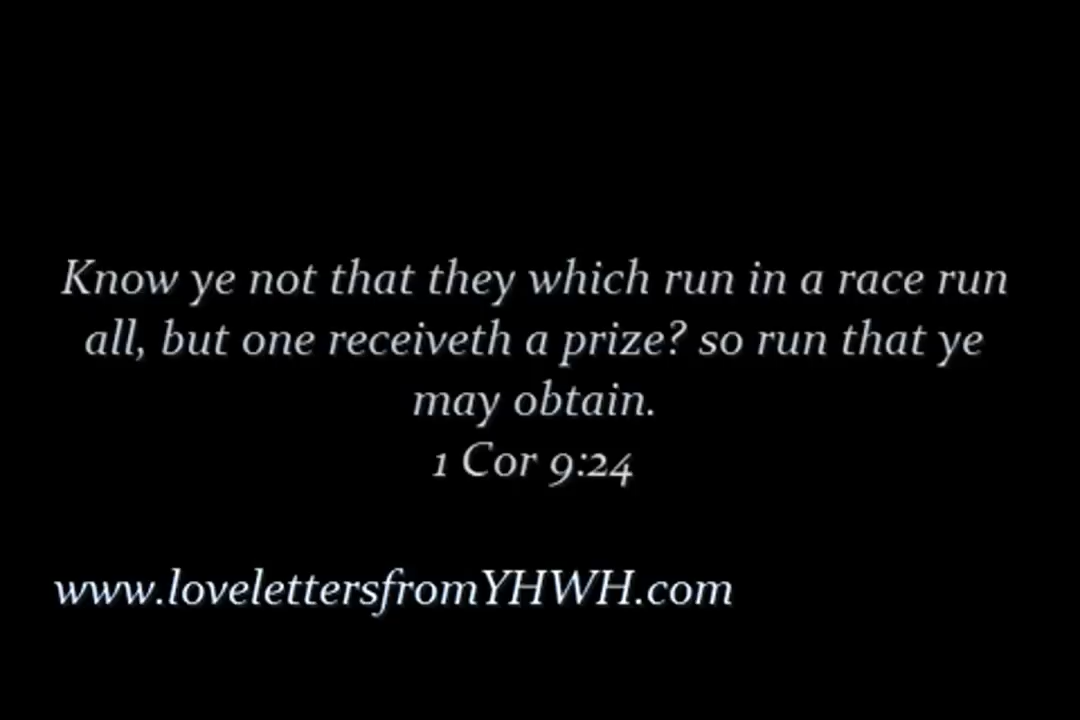 Know ye not that they which run in a race run
all, but one receiveth a prize? so run that ye
may obtain.
1 Cor 9:24
www.lovelettersfromYHWH.com